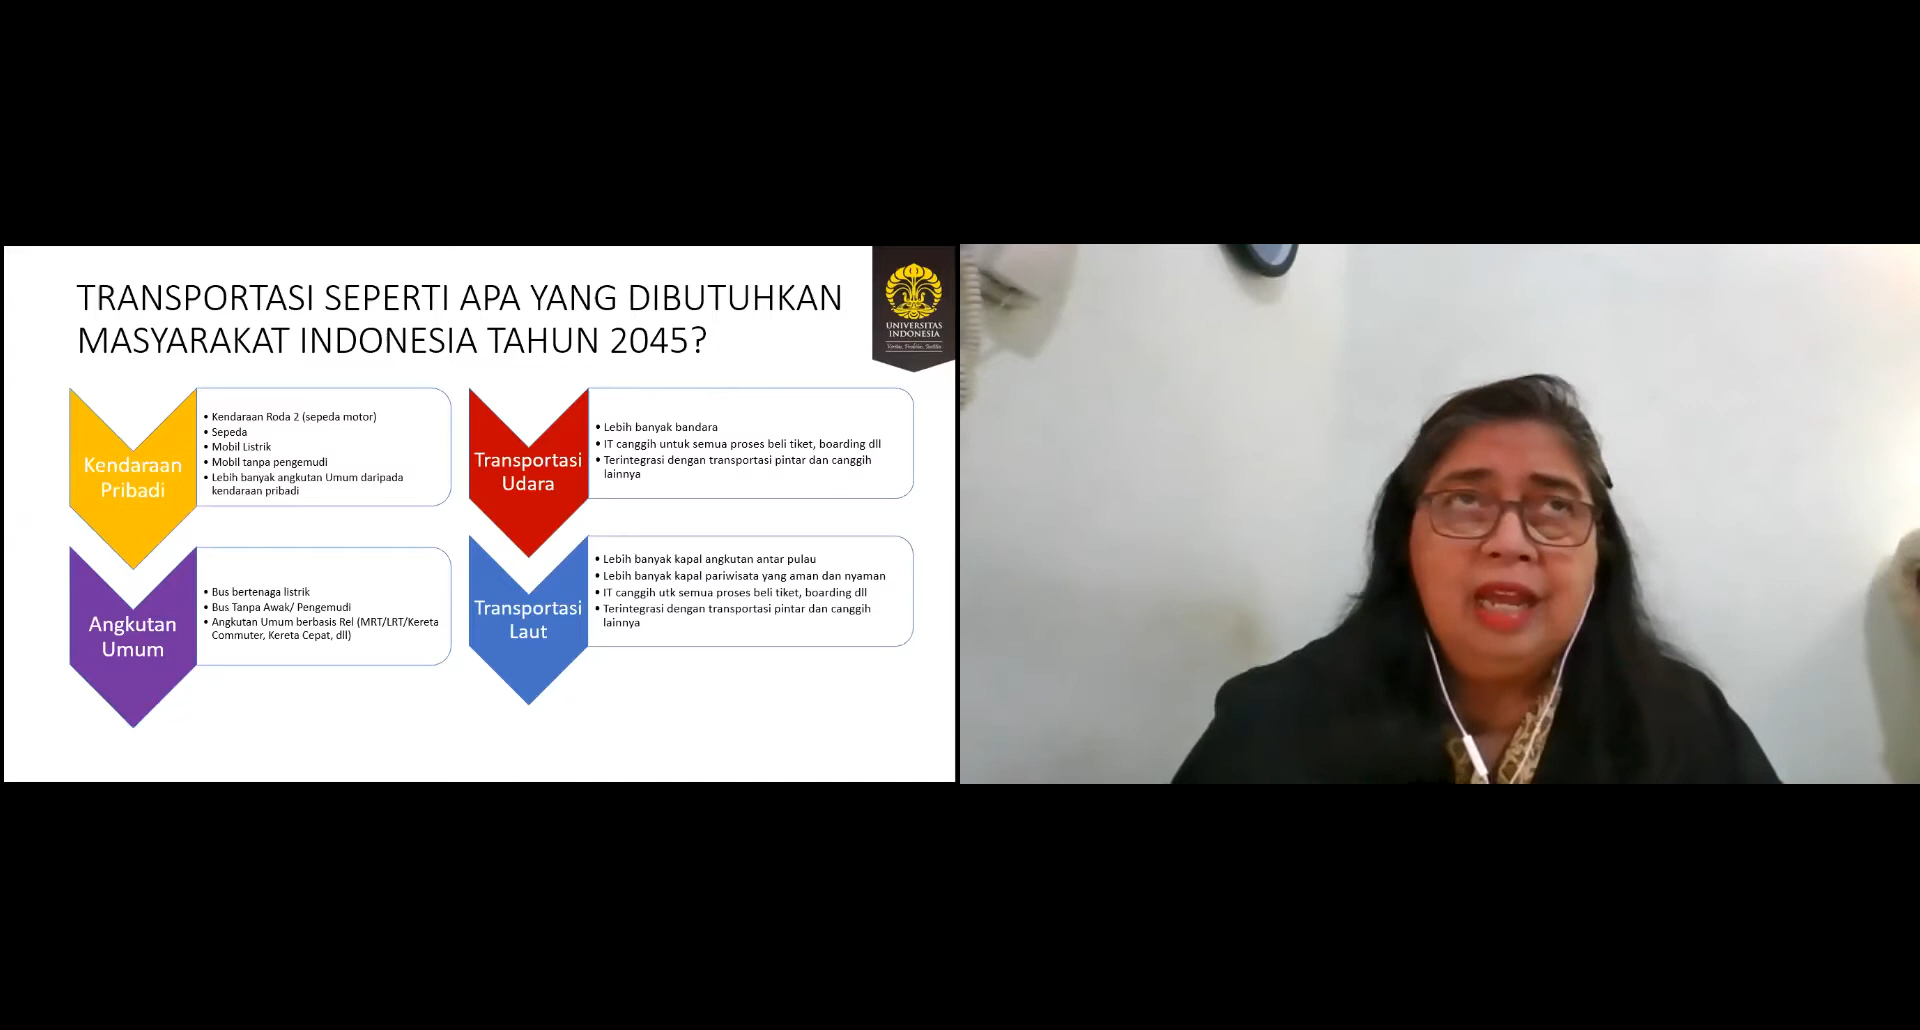 TRANSPORTASI SEPERTI APA YANG DIBUTUHKAN
MASYARAKAT INDONESIA TAHUN 2045?
UNIVERSITAS
INDONESIA
Veritas, Probitas, Iustitia
Kendaraan
Pribadi
• Kendaraan Roda 2 (sepeda motor)
• Sepeda
• Mobil Listrik
• Mobil tanpa pengemudi
• Lebih banyak angkutan Umum daripada
kendaraan pribadi
Angkutan
Umum
• Bus bertenaga listrik
• Bus Tanpa Awak/ Pengemudi
• Angkutan Umum berbasis Rel (MRT/LRT/Kereta
Commuter, Kereta Cepat, dll)
Transportasi
Udara
• Lebih banyak bandara
• IT canggih untuk semua proses beli tiket, boarding dll
• Terintegrasi dengan transportasi pintar dan canggih
lainnya
Transportasi
Laut
• Lebih banyak kapal angkutan antar pulau
• Lebih banyak kapal pariwisata yang aman dan nyaman
• IT canggih utk semua proses beli tiket, boarding dll
• Terintegrasi dengan transportasi pintar dan canggih
lainnya